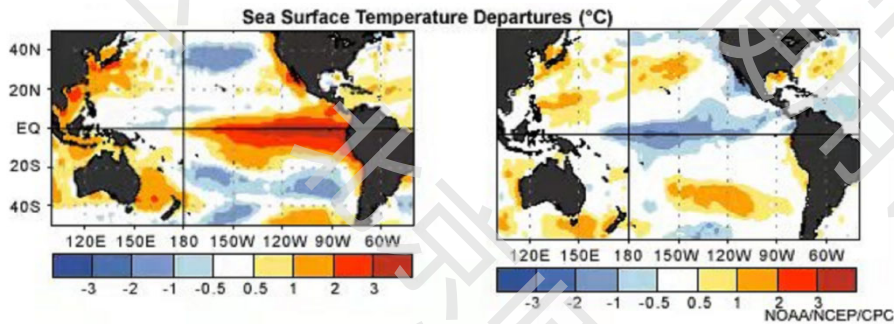 Sea Surface Temperature Departures (°C)
40N
20N
EQ
20S
40S
120E 150E 180 150W 120W 90W 60W
120E 150E 180 150W 120W 90W 60W
-3 -2 -1 -0.5 0.5 1 2 3
-3 -2 -1 -0.5 0.5 1 2 3
NOAA/NCEP/CPC